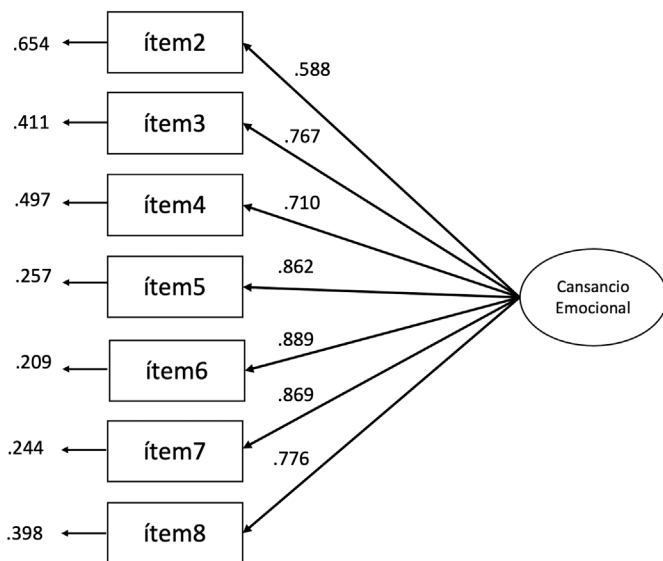 .654
ítem2
.588
.411
ítem3
.767
.497
ítem4
.710
.257
ítem5
.862
Cansancio
Emocional
.209
ítem6
.889
.244
ítem7
.869
.398
ítem8
.776